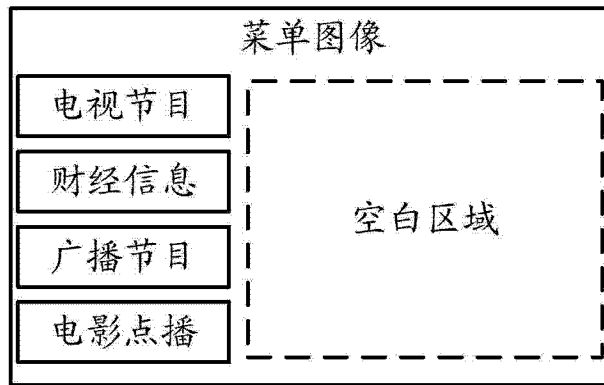 菜单图像
电视节目
财经信息
广播节目
电影点播
空白区域